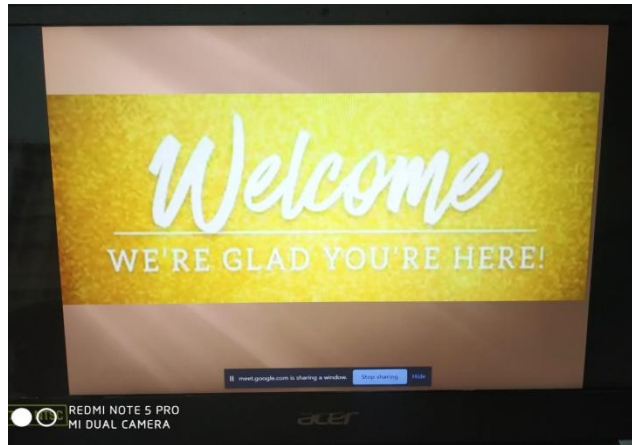 Welcome
WE'RE GLAD YOU'RE HERE!
meet.google.com is sharing a window. Stop sharing Hide
acer
REDMI NOTE 5 PRO
MI DUAL CAMERA